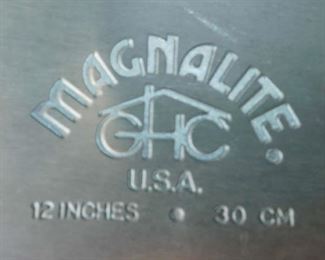 MAGNALITE®
GHC
U.S.A.
12 INCHES • 30 CM